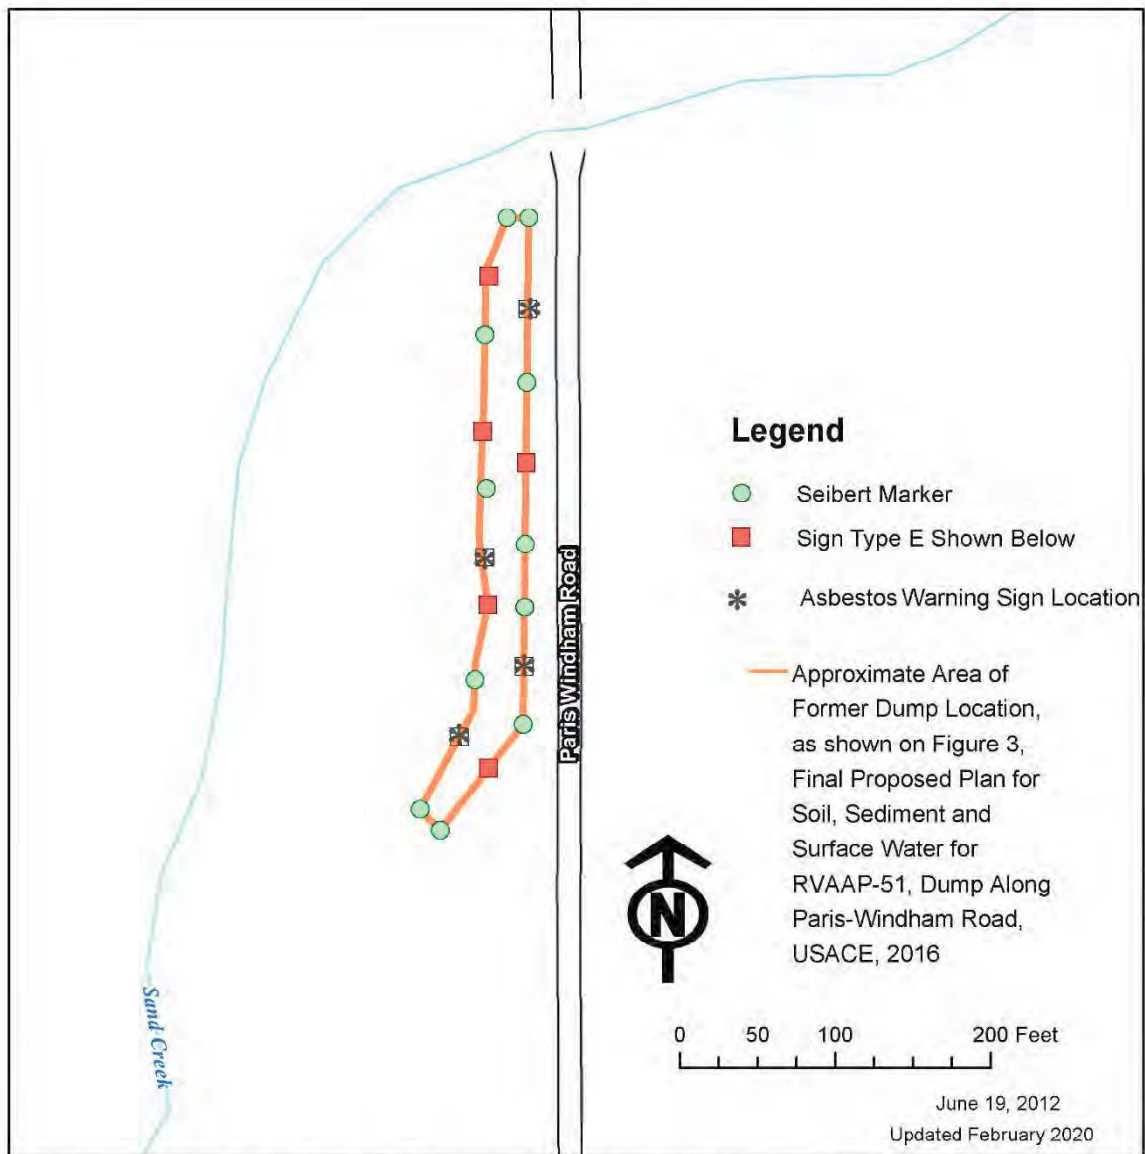 Legend
Seibert Marker
Sign Type E Shown Below
Asbestos Warning Sign Location
Approximate Area of
Former Dump Location,
as shown on Figure 3,
Final Proposed Plan for
Soil, Sediment and
Surface Water for
RVAAP-51, Dump Along
Paris-Windham Road,
USACE, 2016
Paris Windham Road
Sand Creek
N
0 50 100 200 Feet
June 19, 2012
Updated February 2020